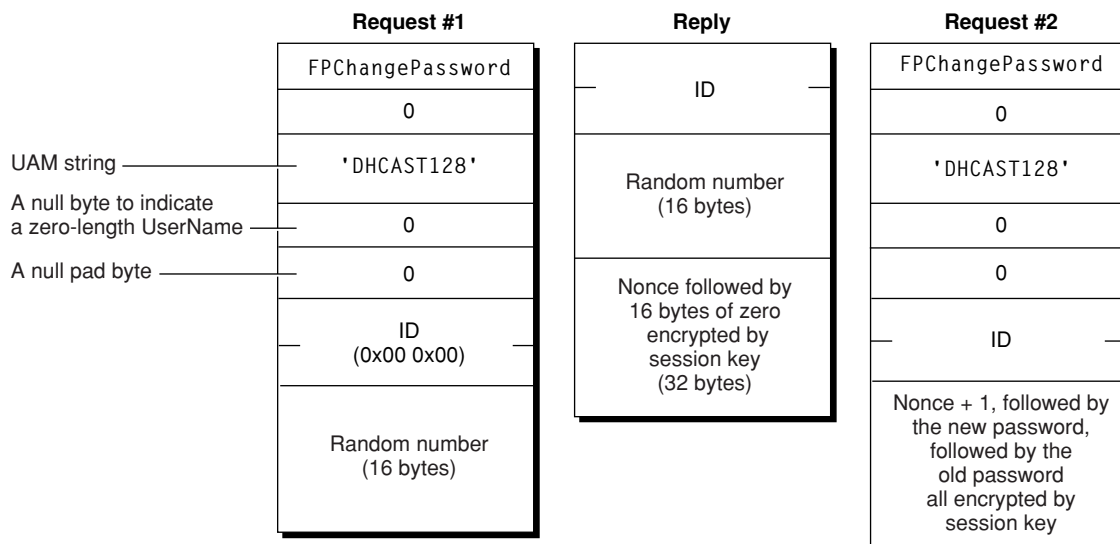 Request #1
Reply
Request #2
FPChangePassword
0
'DHCAST128'
0
0
ID
(0x00 0x00)
Random number
(16 bytes)
UAM string
A null byte to indicate
a zero-length UserName
A null pad byte
ID
Random number
(16 bytes)
Nonce followed by
16 bytes of zero
encrypted by
session key
(32 bytes)
FPChangePassword
0
'DHCAST128'
0
0
ID
Nonce + 1, followed by
the new password,
followed by the
old password
all encrypted by
session key